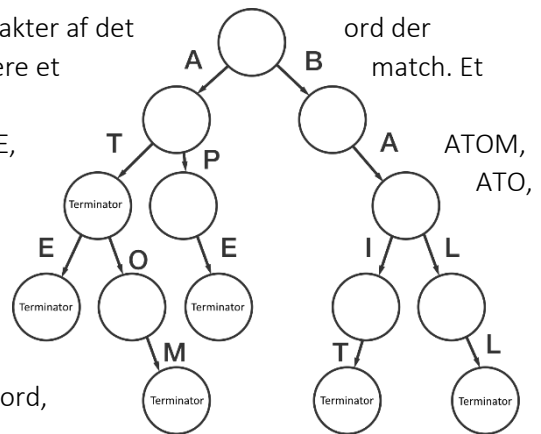 akter af det ord der
A B
ere et match. Et
T P A
E, ATOM,
Terminator ATO,
E O E I L
Terminator Terminator
M T L
ord, Terminator Terminator Terminator